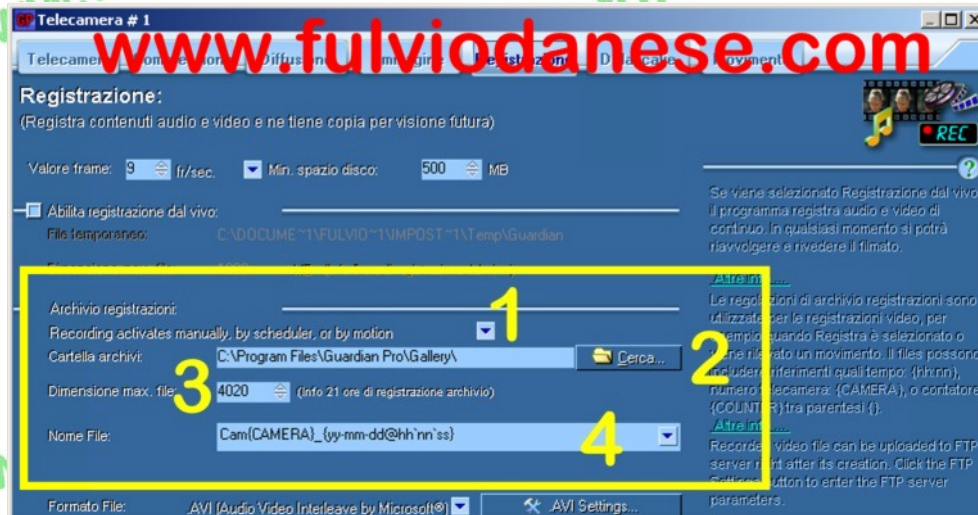 Telecamera # 1
www.fulviodanese.com
Registrazione
Registrazione:
(Registra contenuti audio e video e ne tiene copia per visione futura)
REC
Valore frame: 9 fr/sec. Min. spazio disco: 500 MB
?
Abilita registrazione dal vivo:
File temporaneo: C:\DOCUME~1\FULVIO~1\IMPOST~1\Temp\Guardian
Se viene selezionato Registrazione dal vivo, il programma registra audio e video di continuo. In qualsiasi momento si potrà riavvolgere e rivedere il filmato.
Altre info.....
Archivio registrazioni:
1
Recording activates manually, by scheduler, or by motion
Cartella archivi: C:\Program Files\Guardian Pro\Gallery\ Cerca...
2
3
Dimensione max. file: 4020 (Info 21 ore di registrazione archivio)
Nome File: Cam{CAMERA}_{yy-mm-dd@hh`nn`ss}
4
Le regolazioni di archivio registrazioni sono
utilizzate per le registrazioni video, per
esempio quando Registra è selezionato o
viene rilevato un movimento. Il files possono
includere riferimenti quali tempo: {hh:nn},
numero telecamera: {CAMERA}, o contatore
{COUNTER}tra parentesi {}.
Altre info.....
Recorded video file can be uploaded to FTP
server right after its creation. Click the FTP
Settings button to enter the FTP server
parameters.
Formato File: .AVI (Audio Video Interleave by Microsoft®) .AVI Settings...